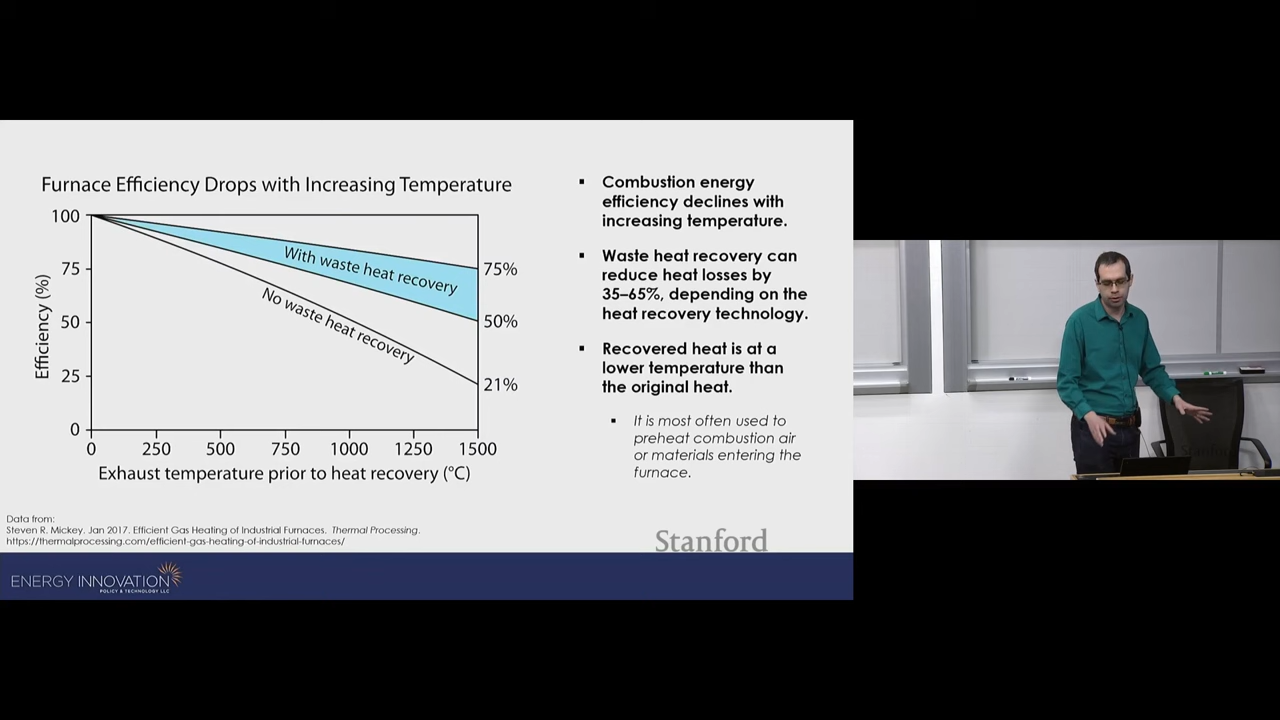 Furnace Efficiency Drops with Increasing Temperature
100
75
50
25
0
Efficiency (%)
With waste heat recovery
No waste heat recovery
75%
50%
21%
0 250 500 750 1000 1250 1500
Exhaust temperature prior to heat recovery (°C)
▪ Combustion energy
efficiency declines with
increasing temperature.
▪ Waste heat recovery can
reduce heat losses by
35–65%, depending on the
heat recovery technology.
▪ Recovered heat is at a
lower temperature than
the original heat.
▪ It is most often used to
preheat combustion air
or materials entering the
furnace.
Data from:
Steven R. Mickey. Jan 2017. Efficient Gas Heating of Industrial Furnaces. Thermal Processing.
https://thermalprocessing.com/efficient-gas-heating-of-industrial-furnaces/
Stanford
ENERGY INNOVATION
POLICY & TECHNOLOGY LLC
Stanford